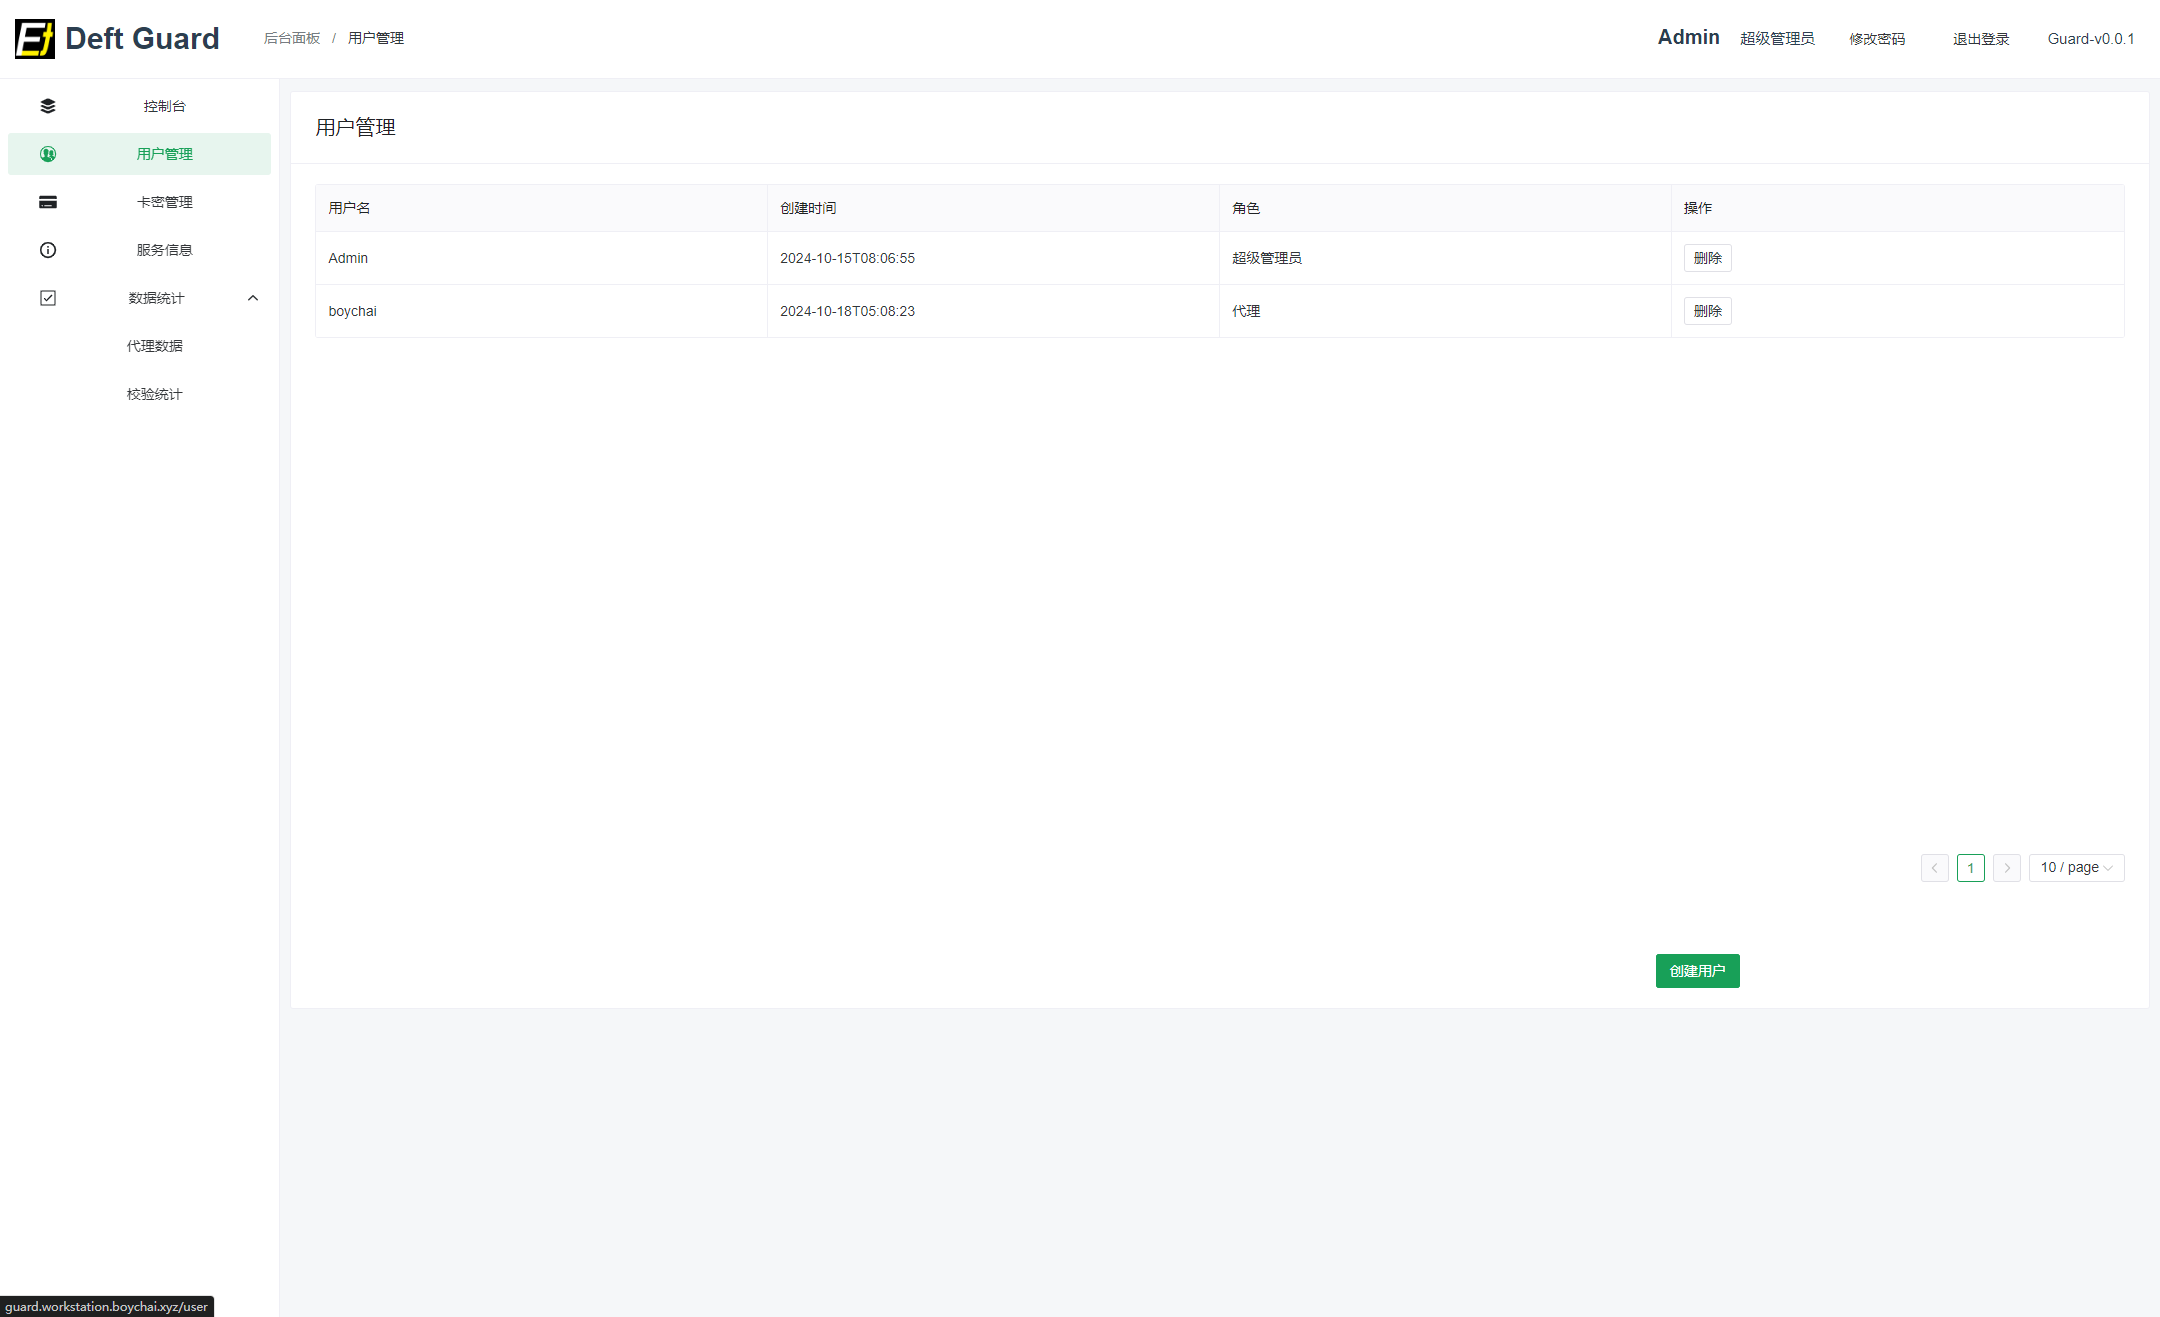 Et Deft Guard
后台面板 / 用户管理
Admin 超级管理员 修改密码 退出登录 Guard-v0.0.1
控制台
用户管理
卡密管理
服务信息
数据统计
代理数据
校验统计
用户管理
用户名 创建时间 角色 操作
Admin 2024-10-15T08:06:55 超级管理员 删除
boychai 2024-10-18T05:08:23 代理 删除
1 10 / page
创建用户
guard.workstation.boychai.xyz/user